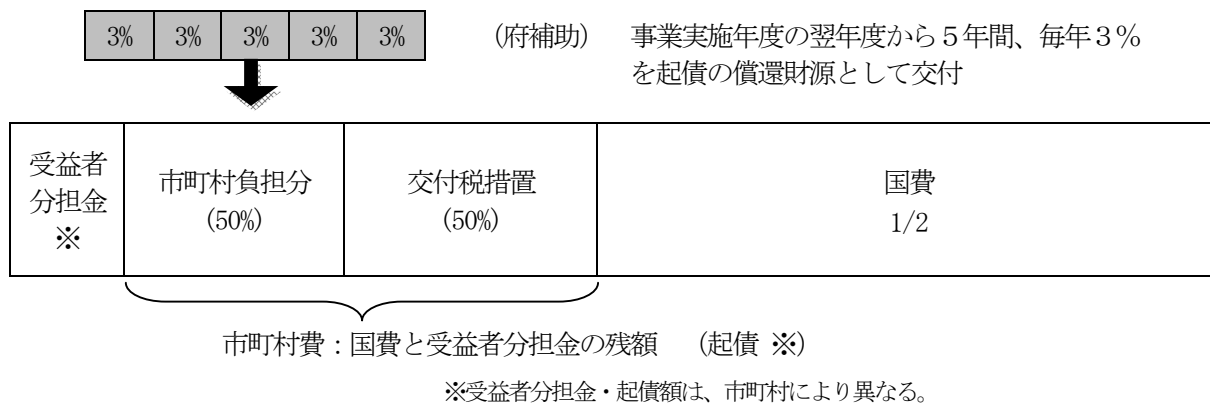 3% 3% 3% 3% 3%
(府補助) 事業実施年度の翌年度から５年間、毎年３%
を起債の償還財源として交付
受益者
分担金
※
市町村負担分
(50%)
交付税措置
(50%)
国費
1/2
市町村費：国費と受益者分担金の残額 (起債 ※)
※受益者分担金・起債額は、市町村により異なる。